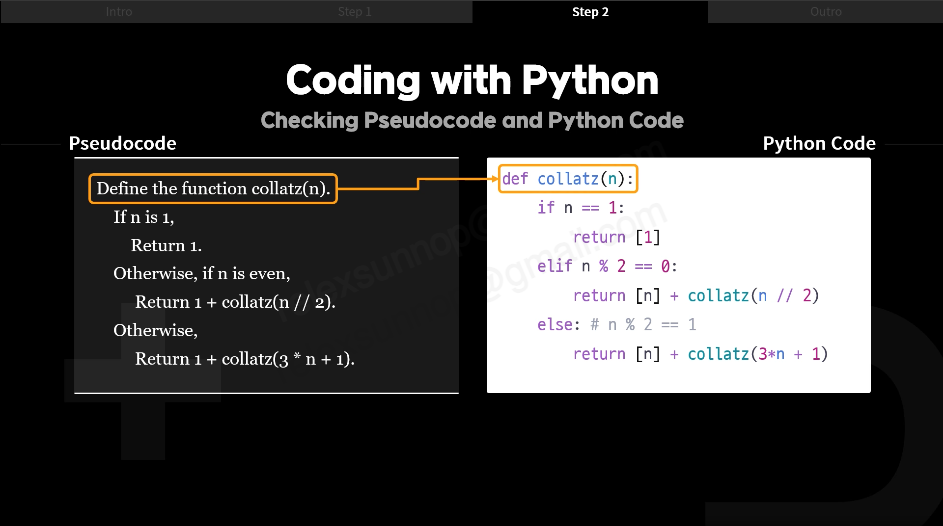 Intro
Step 1
Step 2
Outro
Coding with Python
Checking Pseudocode and Python Code
Pseudocode
Define the function collatz(n).
If n is 1,
Return 1.
Otherwise, if n is even,
Return 1 + collatz(n // 2).
Otherwise,
Return 1 + collatz(3 * n + 1).
Python Code
def collatz(n):
if n == 1:
return [1]
elif n % 2 == 0:
return [n] + collatz(n // 2)
else: # n % 2 == 1
return [n] + collatz(3*n + 1)